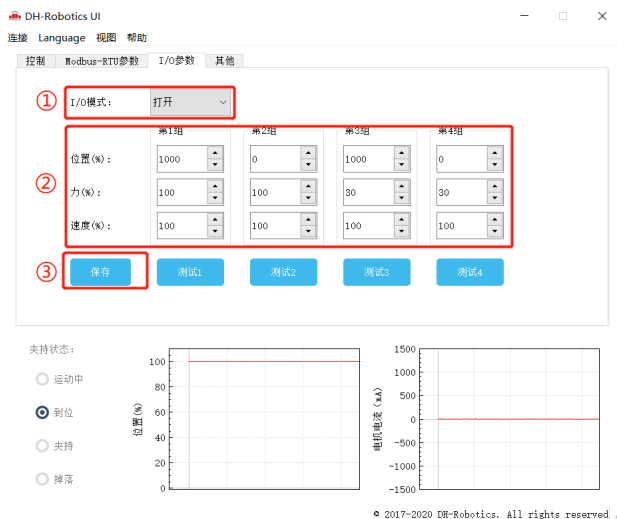 DH-Robotics UI
连接 Language 视图 帮助
控制 Modbus-RTU参数 I/O参数 其他
① I/O模式: 打开
第1组 第2组 第3组 第4组
位置(%): 1000 0 1000 0
② 力(%): 100 100 30 30
速度(%): 100 100 100 100
③ 保存 测试1 测试2 测试3 测试4
夹持状态:
运动中
到位
夹持
掉落
位置(%)
100
80
60
40
20
0
电机电流(mA)
1500
1000
500
0
-500
-1000
-1500
© 2017-2020 DH-Robotics. All rights reserved